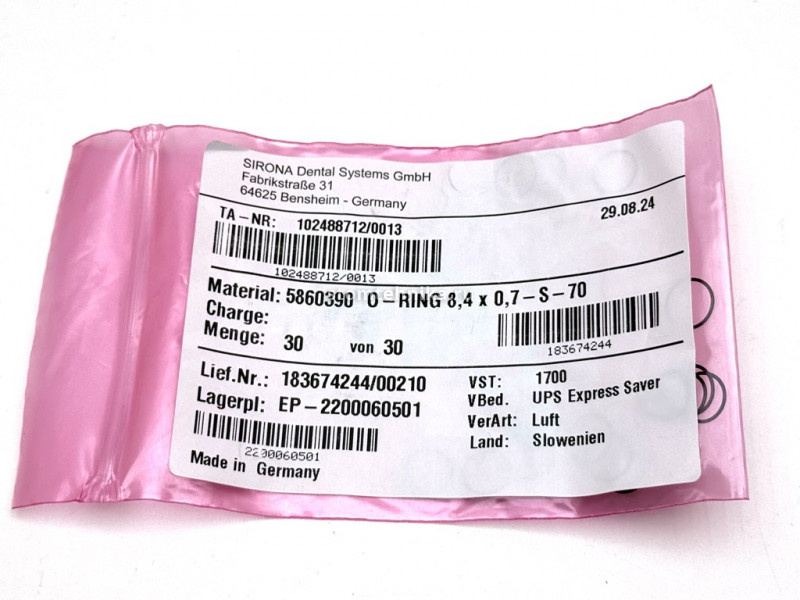 SIRONA Dental Systems GmbH
Fabrikstraße 31
64625 Bensheim - Germany
29.08.24
TA-NR: 102488712/0013
102488712/0013
Material: 5860390 O-RING 8,4 x 0,7-S-70
Charge:
183674244
Menge: 30 von 30
Lief.Nr.: 183674244/00210
VST: 1700
Lagerpl: EP-2200060501
VBed. UPS Express Saver
VerArt: Luft
2200060501
Land: Slowenien
Made in Germany